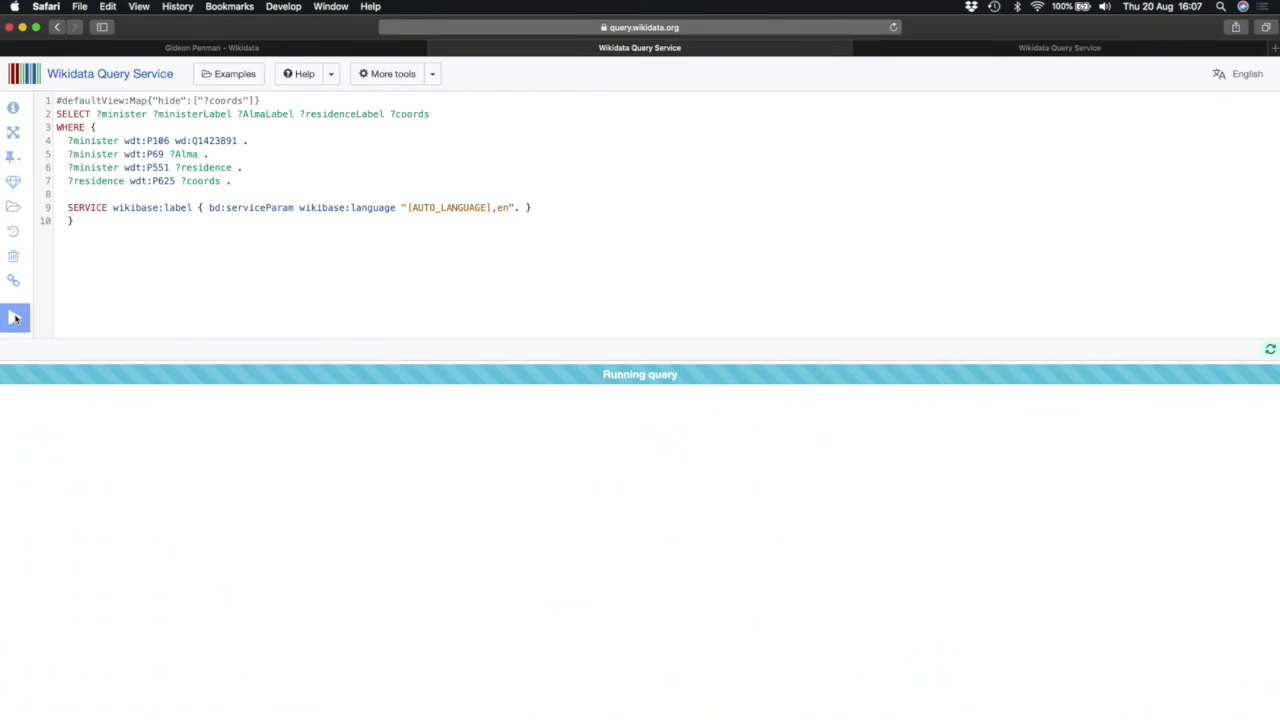 Safari File Edit View History Bookmarks Develop Window Help 100% Thu 20 Aug 16:07
query.wikidata.org
Gideon Penman - Wikidata Wikidata Query Service Wikidata Query Service
Wikidata Query Service Examples Help More tools English
1 #defaultView:Map{"hide":["?coords"]}
2 SELECT ?minister ?ministerLabel ?AlmaLabel ?residenceLabel ?coords
3 WHERE {
4 ?minister wdt:P106 wd:Q1423891 .
5 ?minister wdt:P69 ?Alma .
6 ?minister wdt:P551 ?residence .
7 ?residence wdt:P625 ?coords .
8
9 SERVICE wikibase:label { bd:serviceParam wikibase:language "[AUTO_LANGUAGE],en". }
10 }
Running query